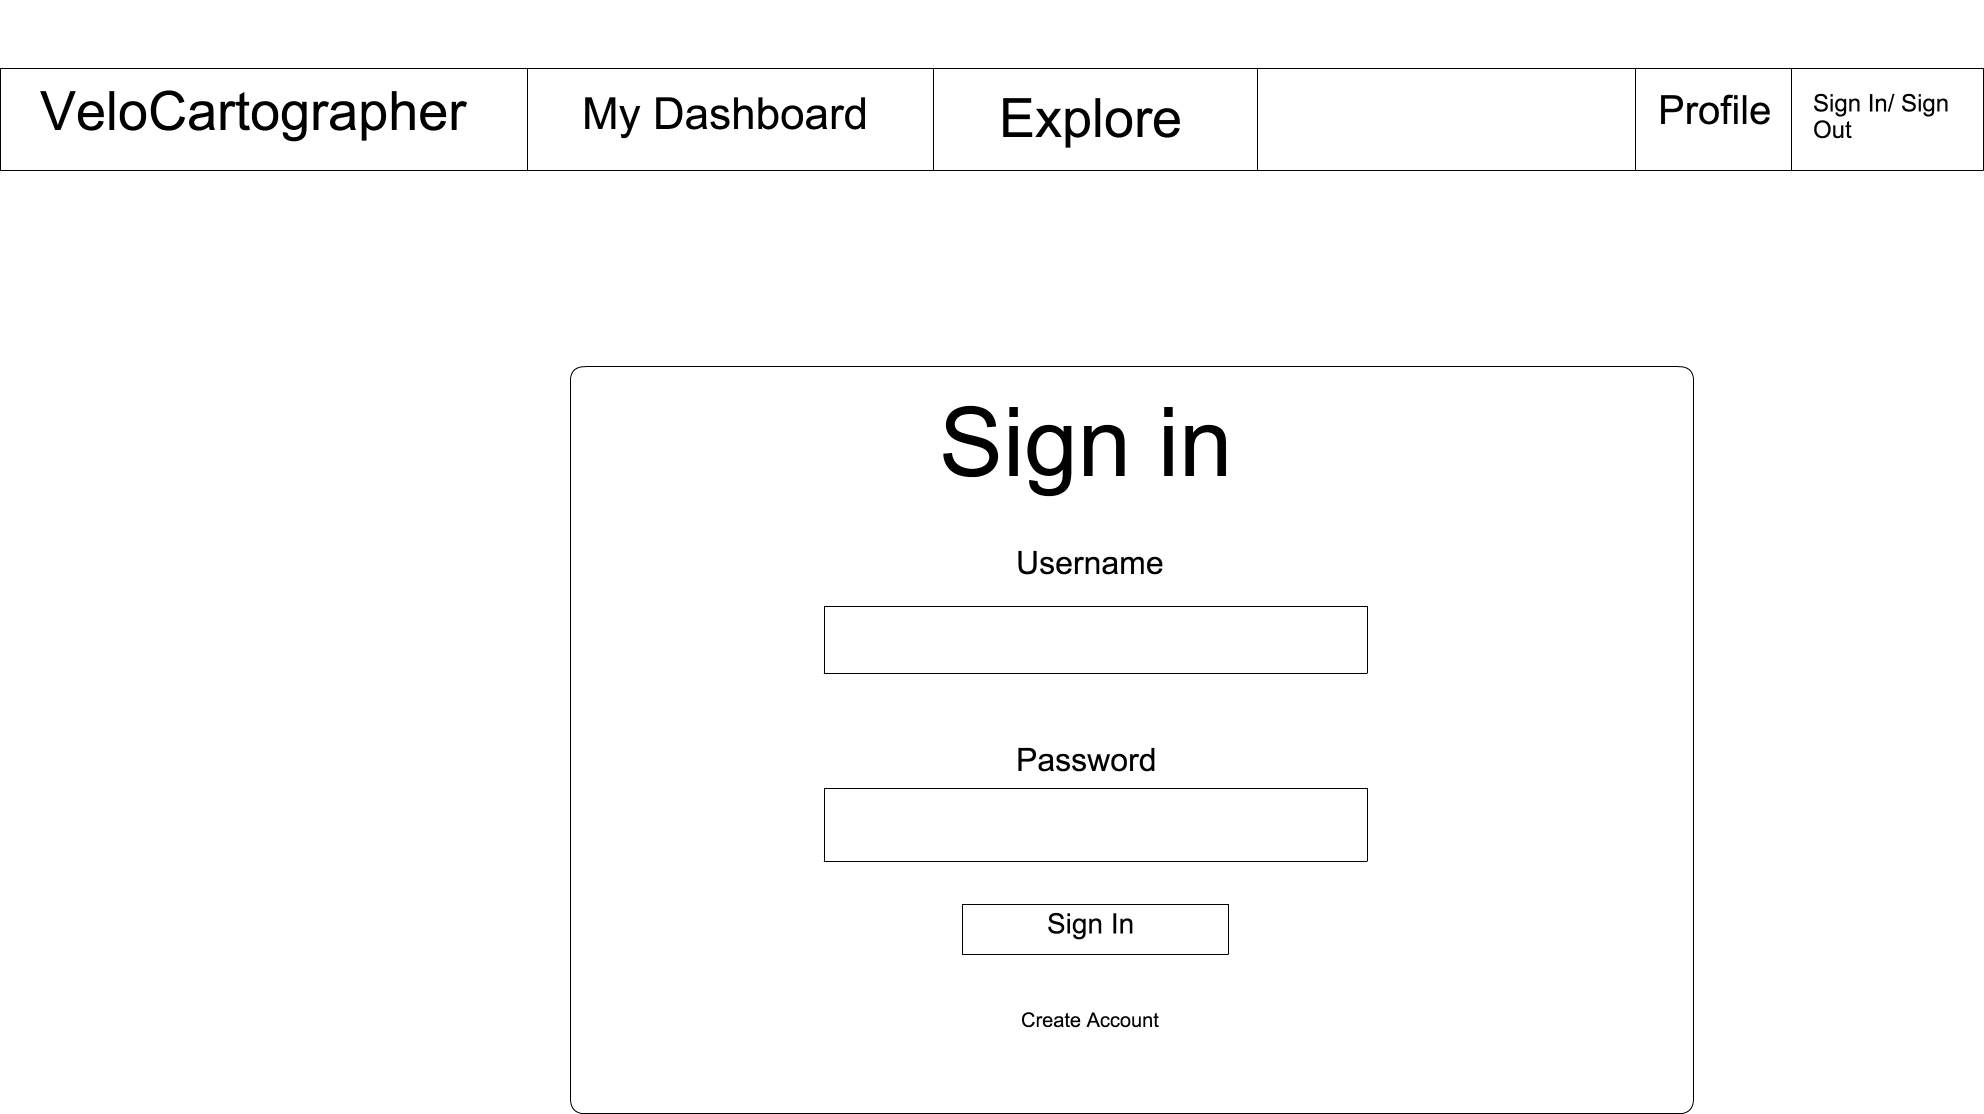 VeloCartographer
My Dashboard
Explore
Profile
Sign In/ Sign
Out
Sign in
Username
Password
Sign In
Create Account